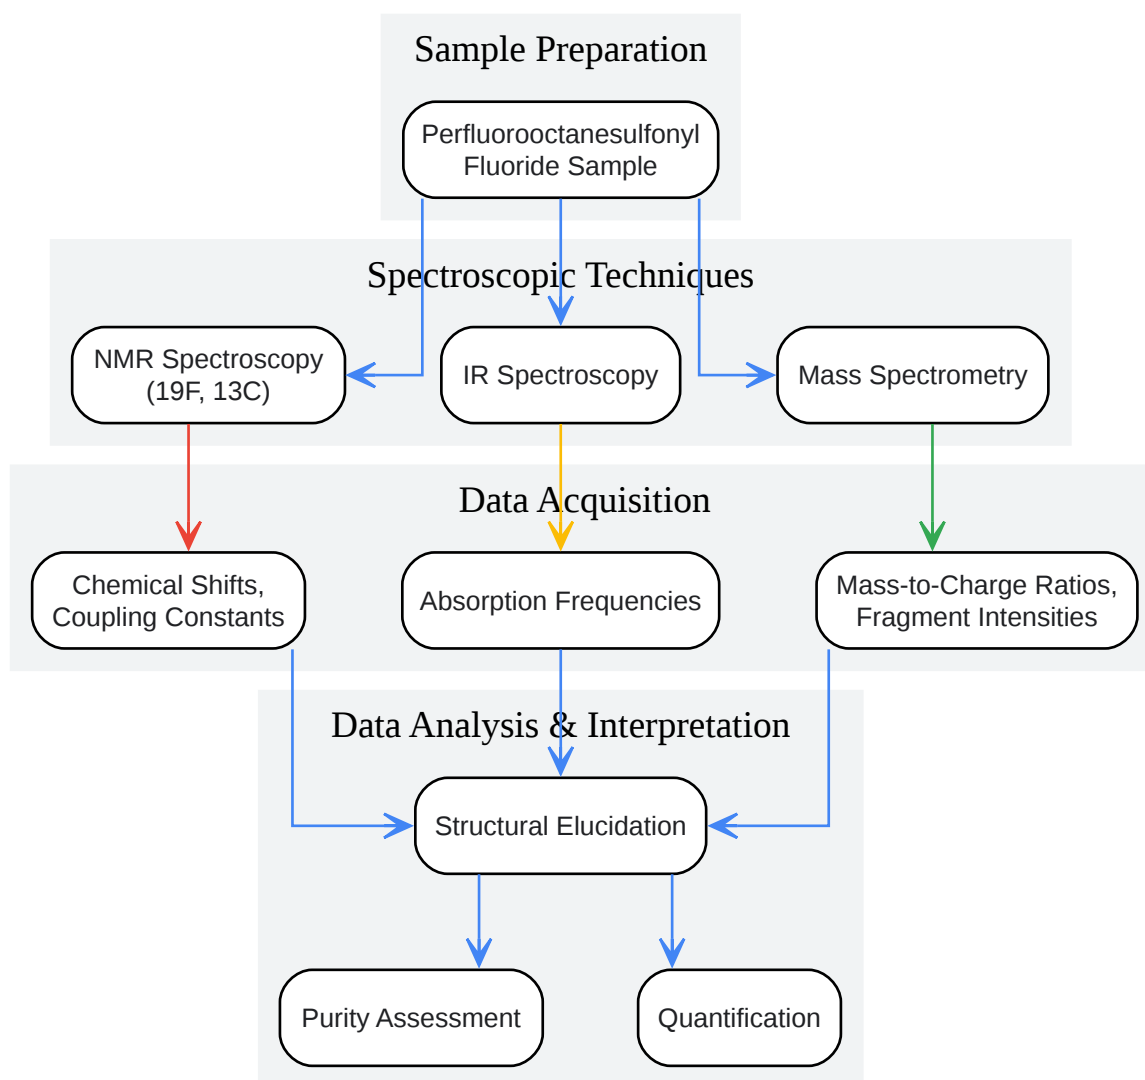 Sample Preparation
Perfluorooctanesulfonyl
Fluoride Sample
Spectroscopic Techniques
NMR Spectroscopy
(19F, 13C)
IR Spectroscopy
Mass Spectrometry
Data Acquisition
Chemical Shifts,
Coupling Constants
Absorption Frequencies
Mass-to-Charge Ratios,
Fragment Intensities
Data Analysis & Interpretation
Structural Elucidation
Purity Assessment
Quantification